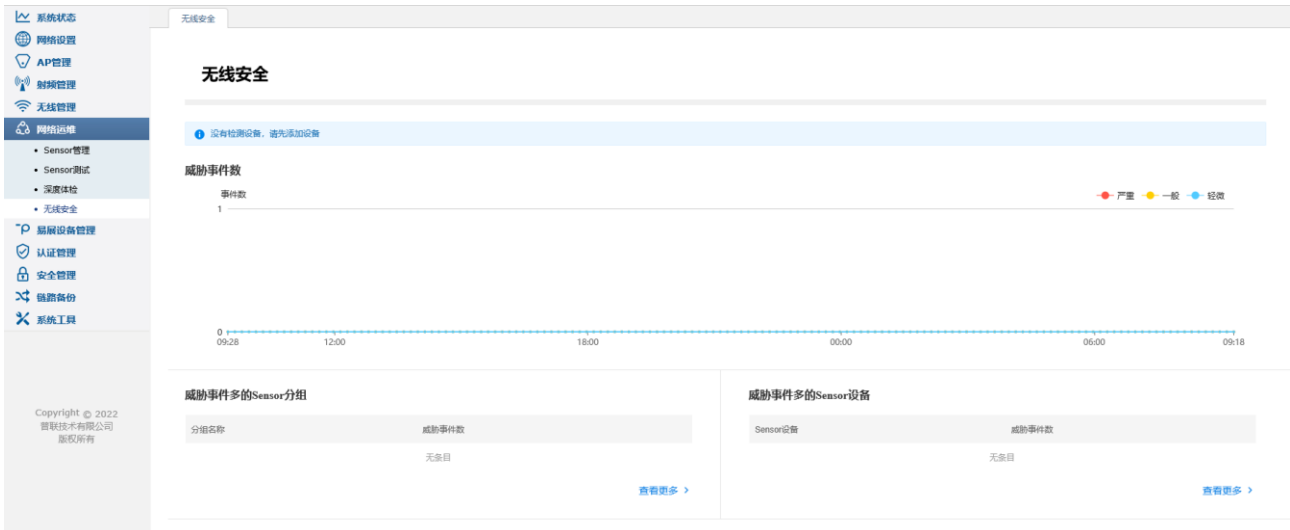 系统状态
网络设置
AP管理
射频管理
无线管理
网络运维
• Sensor管理
• Sensor测试
• 深度体检
• 无线安全
易展设备管理
认证管理
安全管理
链路备份
系统工具
Copyright © 2022
普联技术有限公司
版权所有
无线安全
无线安全
没有检测设备，请先添加设备
威胁事件数
事件数
严重 一般 轻微
1
0
09:28 12:00 18:00 00:00 06:00 09:18
威胁事件多的Sensor分组
分组名称 威胁事件数
无条目
查看更多 >
威胁事件多的Sensor设备
Sensor设备 威胁事件数
无条目
查看更多 >